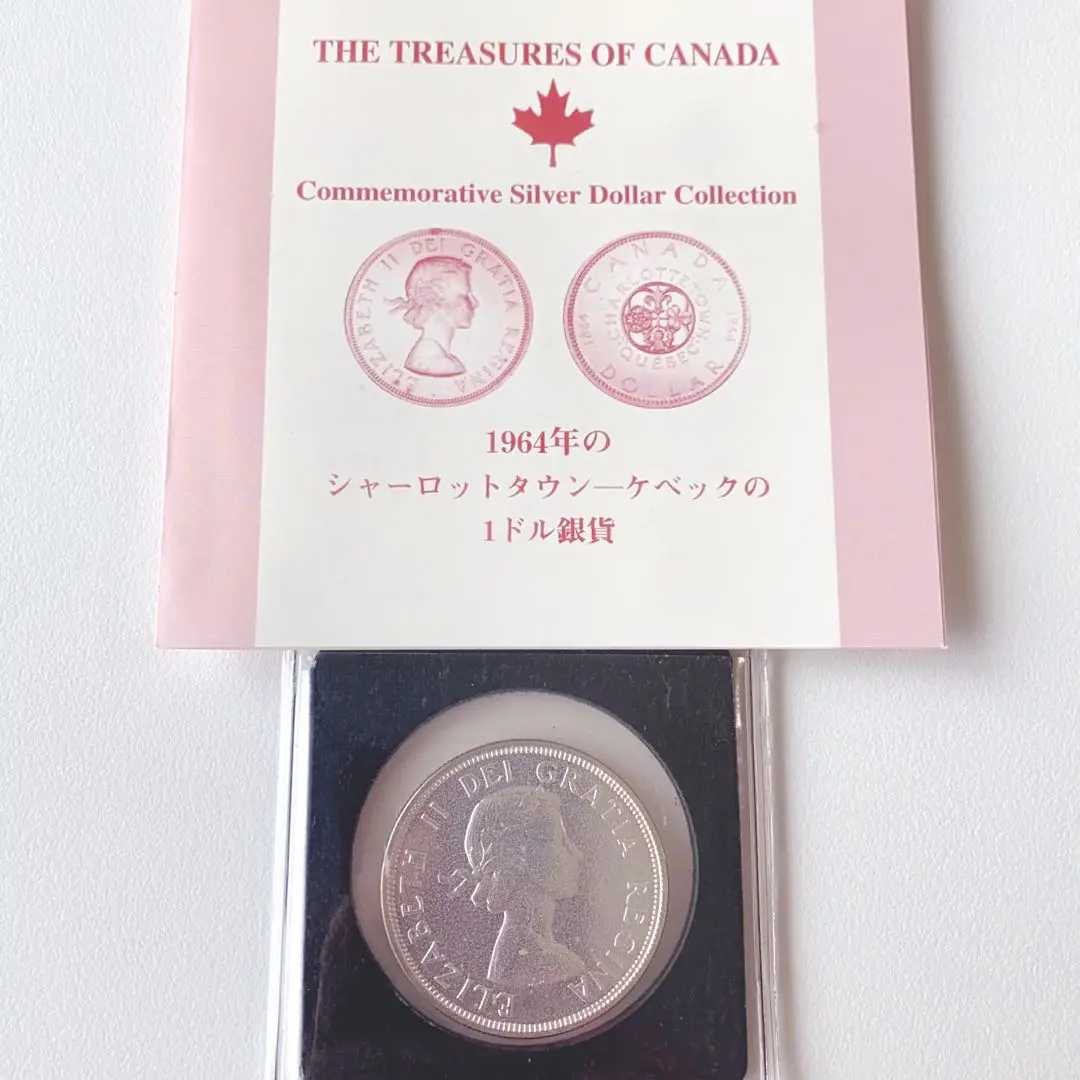 THE TREASURES OF CANADA
Commemorative Silver Dollar Collection
ELIZABETH II DEI GRATIA REGINA
CANADA
1864 CHARLOTTETOWN 1964
QUÉBEC
DOLLAR
1964年の
シャーロットタウン―ケベックの
1ドル銀貨
ELIZABETH II DEI GRATIA REGINA